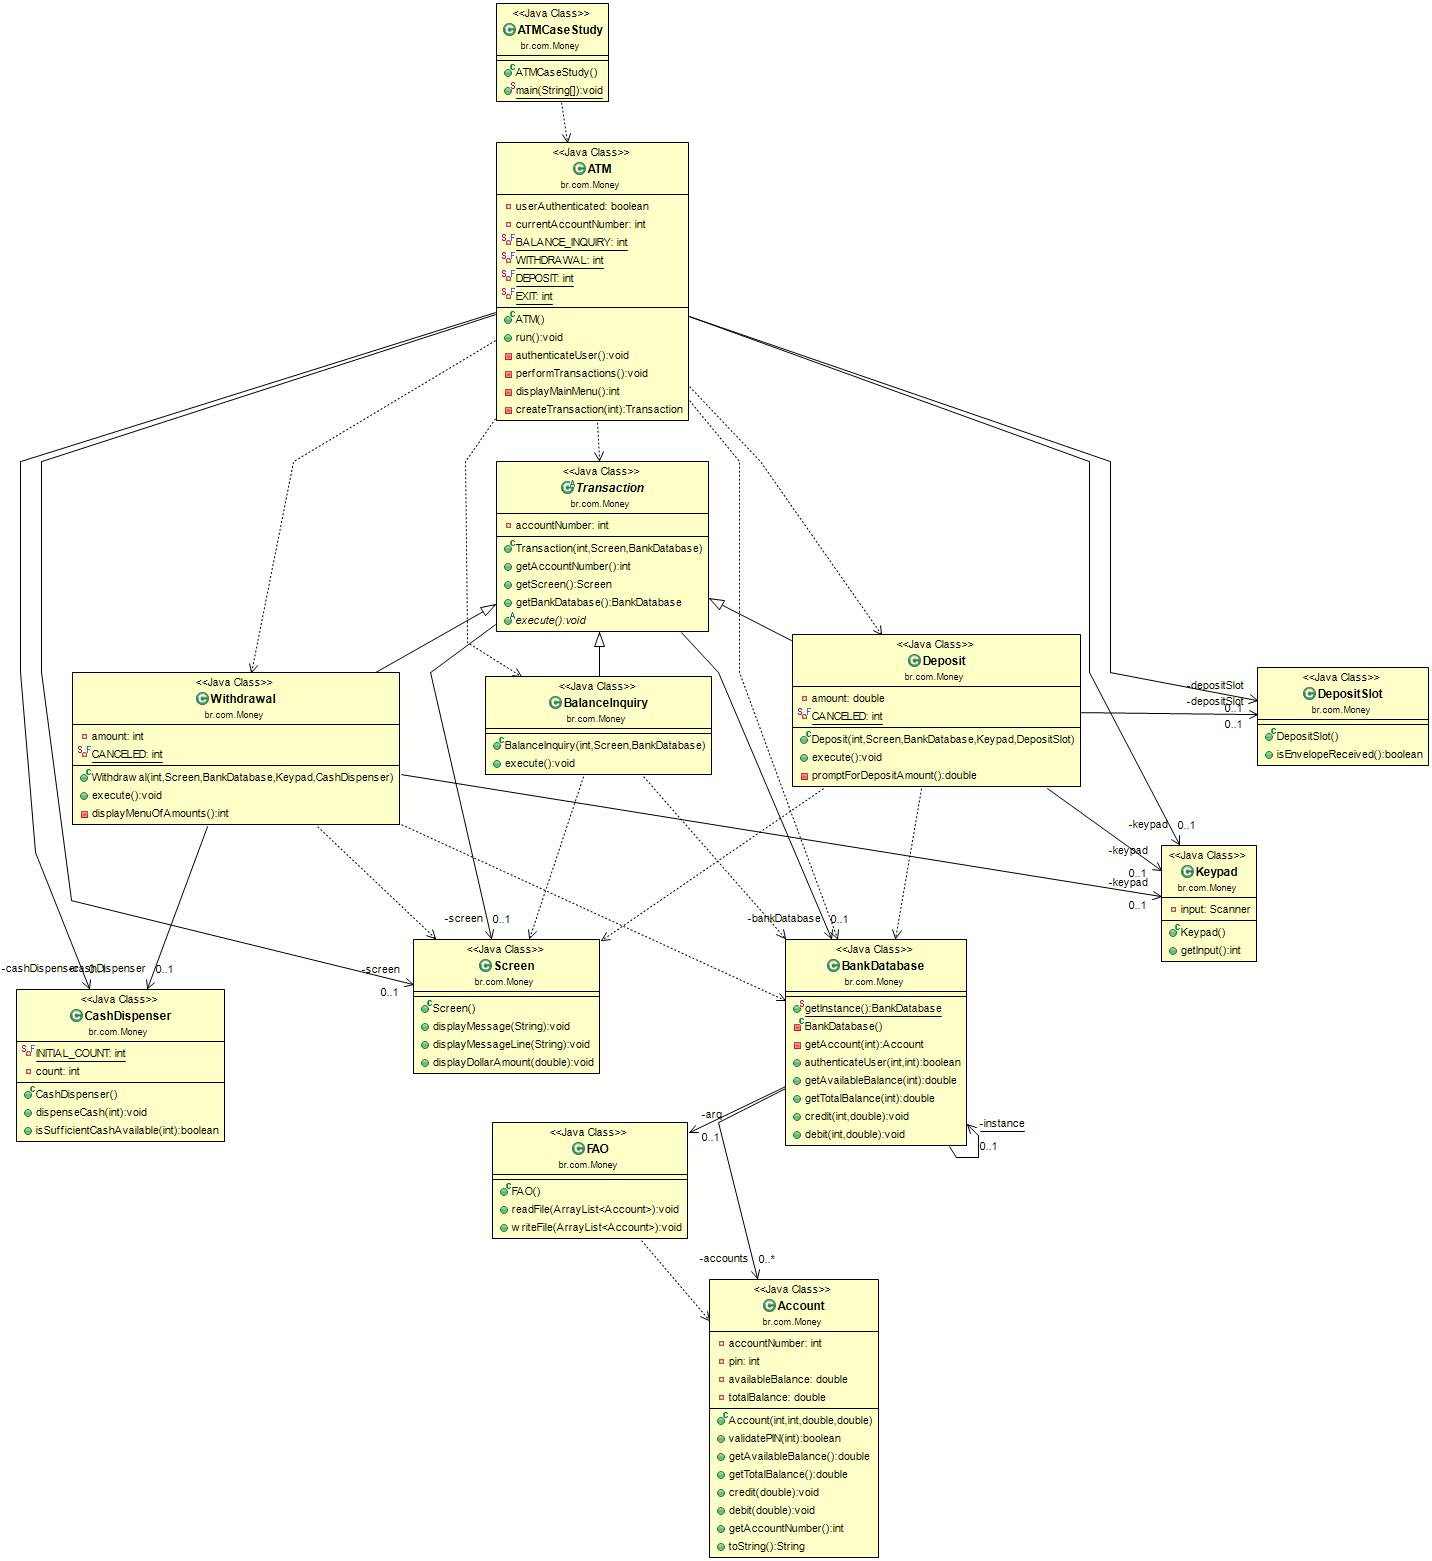 <<Java Class>>
ATMCaseStudy
br.com.Money
ATMCaseStudy()
main(String[]):void
<<Java Class>>
ATM
br.com.Money
userAuthenticated: boolean
currentAccountNumber: int
BALANCE_INQUIRY: int
WITHDRAWAL: int
DEPOSIT: int
EXIT: int
ATM()
run():void
authenticateUser():void
performTransactions():void
displayMainMenu():int
createTransaction(int):Transaction
<<Java Class>>
Transaction
br.com.Money
accountNumber: int
Transaction(int,Screen,BankDatabase)
getAccountNumber():int
getScreen():Screen
getBankDatabase():BankDatabase
execute():void
<<Java Class>>
Withdrawal
br.com.Money
amount: int
CANCELED: int
Withdrawal(int,Screen,BankDatabase,Keypad,CashDispenser)
execute():void
displayMenuOfAmounts():int
<<Java Class>>
BalanceInquiry
br.com.Money
BalanceInquiry(int,Screen,BankDatabase)
execute():void
<<Java Class>>
Deposit
br.com.Money
amount: double
CANCELED: int
Deposit(int,Screen,BankDatabase,Keypad,DepositSlot)
execute():void
promptForDepositAmount():double
-depositSlot
0..1
-depositSlot
0..1
<<Java Class>>
DepositSlot
br.com.Money
DepositSlot()
isEnvelopeReceived():boolean
-keypad
0..1
-keypad
0..1
-keypad
0..1
<<Java Class>>
Keypad
br.com.Money
input: Scanner
Keypad()
getInput():int
-cashDispenser
0..1
-cashDispenser
0..1
<<Java Class>>
CashDispenser
br.com.Money
INITIAL_COUNT: int
count: int
CashDispenser()
dispenseCash(int):void
isSufficientCashAvailable(int):boolean
-screen
0..1
-screen
0..1
<<Java Class>>
Screen
br.com.Money
Screen()
displayMessage(String):void
displayMessageLine(String):void
displayDollarAmount(double):void
-bankDatabase
0..1
<<Java Class>>
BankDatabase
br.com.Money
getInstance():BankDatabase
BankDatabase()
getAccount(int):Account
authenticateUser(int,int):boolean
getAvailableBalance(int):double
getTotalBalance(int):double
credit(int,double):void
debit(int,double):void
-instance
0..1
-arq
0..1
<<Java Class>>
FAO
br.com.Money
FAO()
readFile(ArrayList<Account>):void
writeFile(ArrayList<Account>):void
-accounts
0..*
<<Java Class>>
Account
br.com.Money
accountNumber: int
pin: int
availableBalance: double
totalBalance: double
Account(int,int,double,double)
validatePIN(int):boolean
getAvailableBalance():double
getTotalBalance():double
credit(double):void
debit(double):void
getAccountNumber():int
toString():String